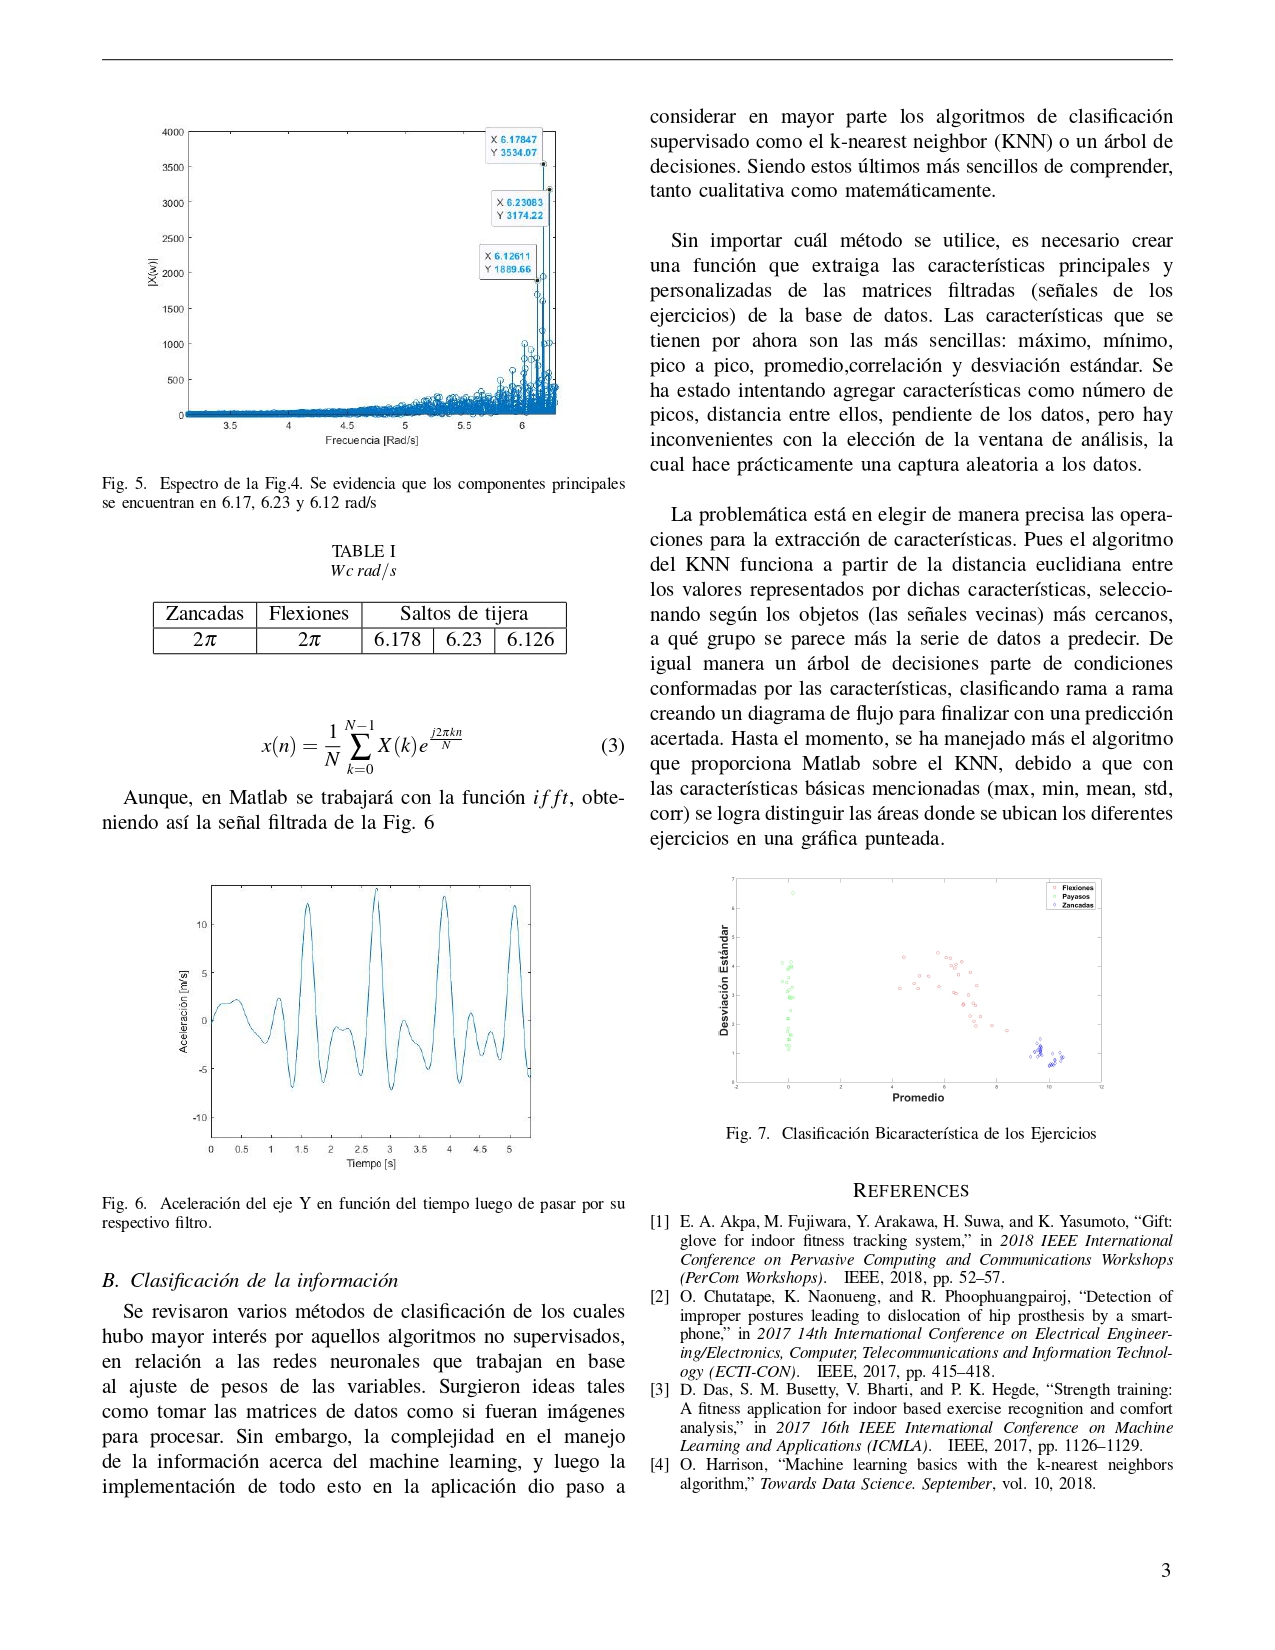 4000
3500
3000
2500
2000
1500
1000
500
0
|X(w)|
X 6.17847
Y 3534.07
X 6.23083
Y 3174.22
X 6.12611
Y 1889.66
3.5 4 4.5 5 5.5 6
Frecuencia [Rad/s]
Fig. 5. Espectro de la Fig.4. Se evidencia que los componentes principales
se encuentran en 6.17, 6.23 y 6.12 rad/s
TABLE I
Wc rad/s
Zancadas Flexiones Saltos de tijera
2π 2π 6.178 6.23 6.126
x(n) = \frac{1}{N} \sum_{k=0}^{N-1} X(k) e^{\frac{j2πkn}{N}} (3)
Aunque, en Matlab se trabajará con la función ifft, obte-
niendo así la señal filtrada de la Fig. 6
10
5
0
-5
-10
Aceleración [m/s]
0 0.5 1 1.5 2 2.5 3 3.5 4 4.5 5
Tiempo [s]
Fig. 6. Aceleración del eje Y en función del tiempo luego de pasar por su
respectivo filtro.
B. Clasificación de la información
Se revisaron varios métodos de clasificación de los cuales
hubo mayor interés por aquellos algoritmos no supervisados,
en relación a las redes neuronales que trabajan en base
al ajuste de pesos de las variables. Surgieron ideas tales
como tomar las matrices de datos como si fueran imágenes
para procesar. Sin embargo, la complejidad en el manejo
de la información acerca del machine learning, y luego la
implementación de todo esto en la aplicación dio paso a
considerar en mayor parte los algoritmos de clasificación
supervisado como el k-nearest neighbor (KNN) o un árbol de
decisiones. Siendo estos últimos más sencillos de comprender,
tanto cualitativa como matemáticamente.
Sin importar cuál método se utilice, es necesario crear
una función que extraiga las características principales y
personalizadas de las matrices filtradas (señales de los
ejercicios) de la base de datos. Las características que se
tienen por ahora son las más sencillas: máximo, mínimo,
pico a pico, promedio,correlación y desviación estándar. Se
ha estado intentando agregar características como número de
picos, distancia entre ellos, pendiente de los datos, pero hay
inconvenientes con la elección de la ventana de análisis, la
cual hace prácticamente una captura aleatoria a los datos.
La problemática está en elegir de manera precisa las opera-
ciones para la extracción de características. Pues el algoritmo
del KNN funciona a partir de la distancia euclidiana entre
los valores representados por dichas características, seleccio-
nando según los objetos (las señales vecinas) más cercanos,
a qué grupo se parece más la serie de datos a predecir. De
igual manera un árbol de decisiones parte de condiciones
conformadas por las características, clasificando rama a rama
creando un diagrama de flujo para finalizar con una predicción
acertada. Hasta el momento, se ha manejado más el algoritmo
que proporciona Matlab sobre el KNN, debido a que con
las características básicas mencionadas (max, min, mean, std,
corr) se logra distinguir las áreas donde se ubican los diferentes
ejercicios en una gráfica punteada.
7
6
5
4
3
2
1
0
Desviación Estándar
Flexiones
Payasos
Zancadas
-2 0 2 4 6 8 10 12
Promedio
Fig. 7. Clasificación Bicaracterística de los Ejercicios
REFERENCES
[1] E. A. Akpa, M. Fujiwara, Y. Arakawa, H. Suwa, and K. Yasumoto, “Gift:
glove for indoor fitness tracking system,” in 2018 IEEE International
Conference on Pervasive Computing and Communications Workshops
(PerCom Workshops). IEEE, 2018, pp. 52–57.
[2] O. Chutatape, K. Naonueng, and R. Phoophuangpairoj, “Detection of
improper postures leading to dislocation of hip prosthesis by a smart-
phone,” in 2017 14th International Conference on Electrical Engineer-
ing/Electronics, Computer, Telecommunications and Information Technol-
ogy (ECTI-CON). IEEE, 2017, pp. 415–418.
[3] D. Das, S. M. Busetty, V. Bharti, and P. K. Hegde, “Strength training:
A fitness application for indoor based exercise recognition and comfort
analysis,” in 2017 16th IEEE International Conference on Machine
Learning and Applications (ICMLA). IEEE, 2017, pp. 1126–1129.
[4] O. Harrison, “Machine learning basics with the k-nearest neighbors
algorithm,” Towards Data Science. September, vol. 10, 2018.
3